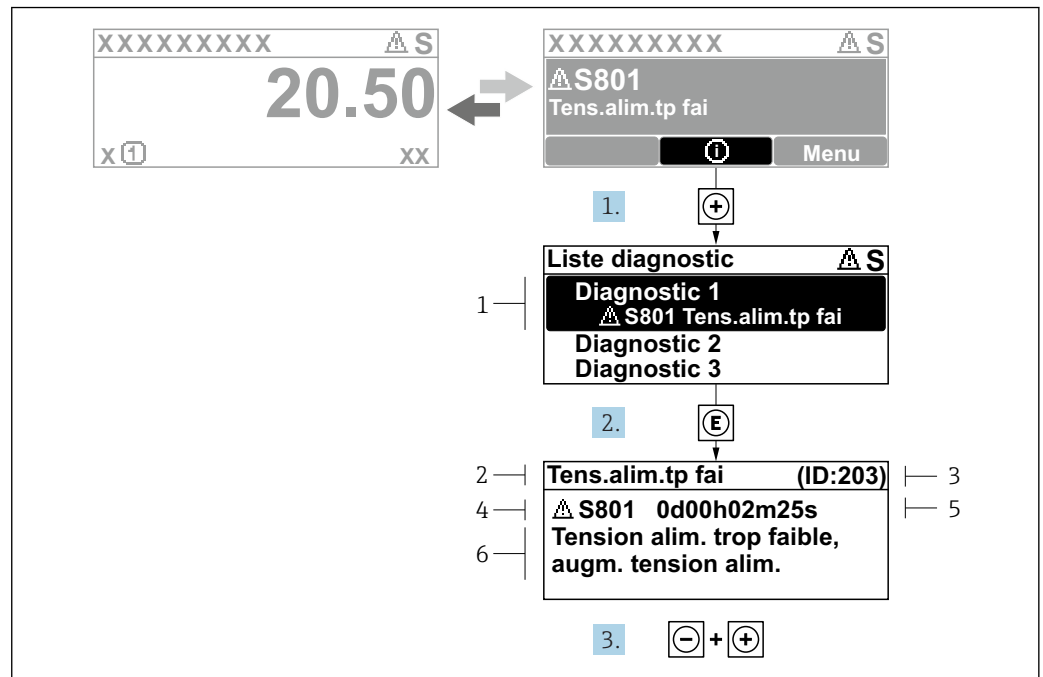 XXXXXXXXX ⚠ S
20.50
x ① xx
XXXXXXXXX ⚠ S
⚠S801
Tens.alim.tp fai
ⓘ Menu
1. +
Liste diagnostic ⚠ S
1
Diagnostic 1
⚠ S801 Tens.alim.tp fai
Diagnostic 2
Diagnostic 3
2. E
2 Tens.alim.tp fai (ID:203) 3
4 ⚠ S801 0d00h02m25s 5
6
Tension alim. trop faible,
augm. tension alim.
3. - + +